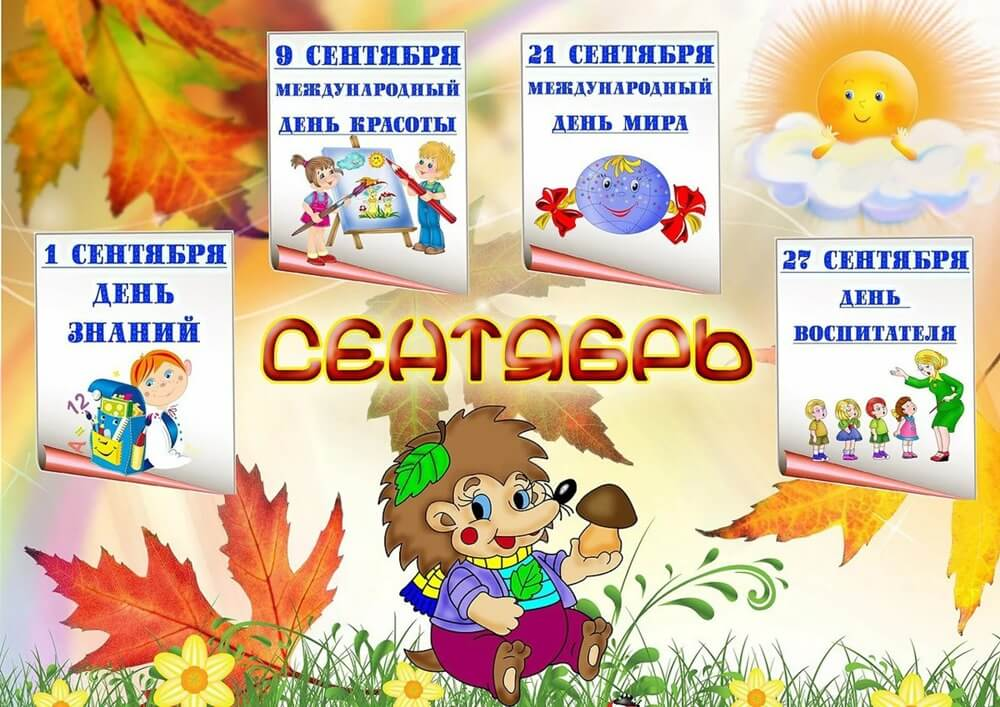 9 СЕНТЯБРЯ
МЕЖДУНАРОДНЫЙ
ДЕНЬ КРАСОТЫ
21 СЕНТЯБРЯ
МЕЖДУНАРОДНЫЙ
ДЕНЬ МИРА
1 СЕНТЯБРЯ
ДЕНЬ
ЗНАНИЙ
12
А =
27 СЕНТЯБРЯ
ДЕНЬ
ВОСПИТАТЕЛЯ
СЕНТЯБРЬ